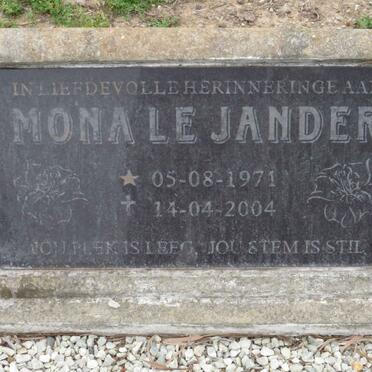 IN LIEFDEVOLLE HERINNERINGE AAN
MONA LE JANDER
05-08-1971
14-04-2004
JOU PLEK IS LEEG, JOU STEM IS STIL